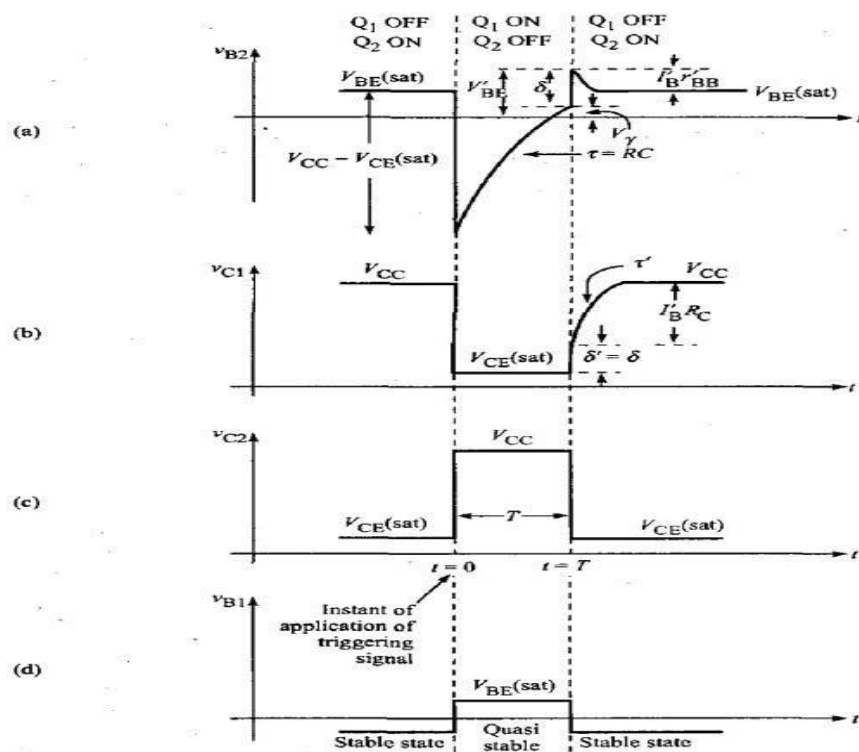 Q1 OFF Q1 ON Q1 OFF
Q2 ON Q2 OFF Q2 ON
vB2
VBE(sat) V′BE δ I′B r′BB VBE(sat)
(a) t
Vγ
VCC − VCE(sat) τ = RC
vC1
VCC τ′ VCC
(b) I′B RC
VCE(sat) δ′ = δ
t
vC2
VCC
(c)
VCE(sat) T VCE(sat)
t
t = 0 t = T
vB1
Instant of
application of
triggering
signal
(d)
VBE(sat)
t
Stable state Quasi stable Stable state